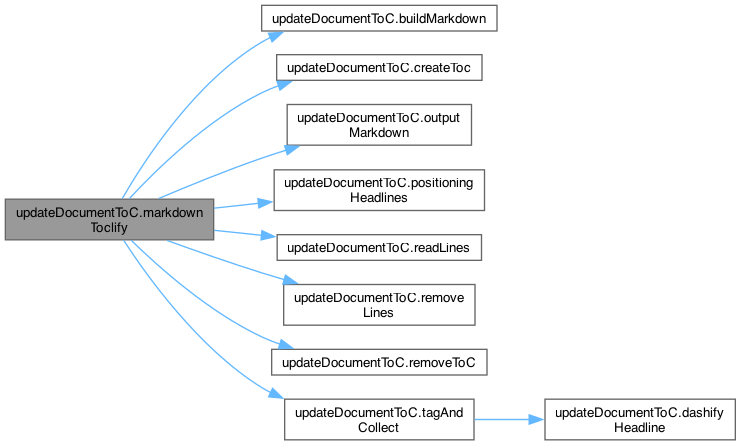 updateDocumentToC.buildMarkdown
updateDocumentToC.createToc
updateDocumentToC.output
Markdown
updateDocumentToC.positioning
Headlines
updateDocumentToC.markdown
Toclify
updateDocumentToC.readLines
updateDocumentToC.remove
Lines
updateDocumentToC.removeToC
updateDocumentToC.tagAnd
Collect
updateDocumentToC.dashify
Headline